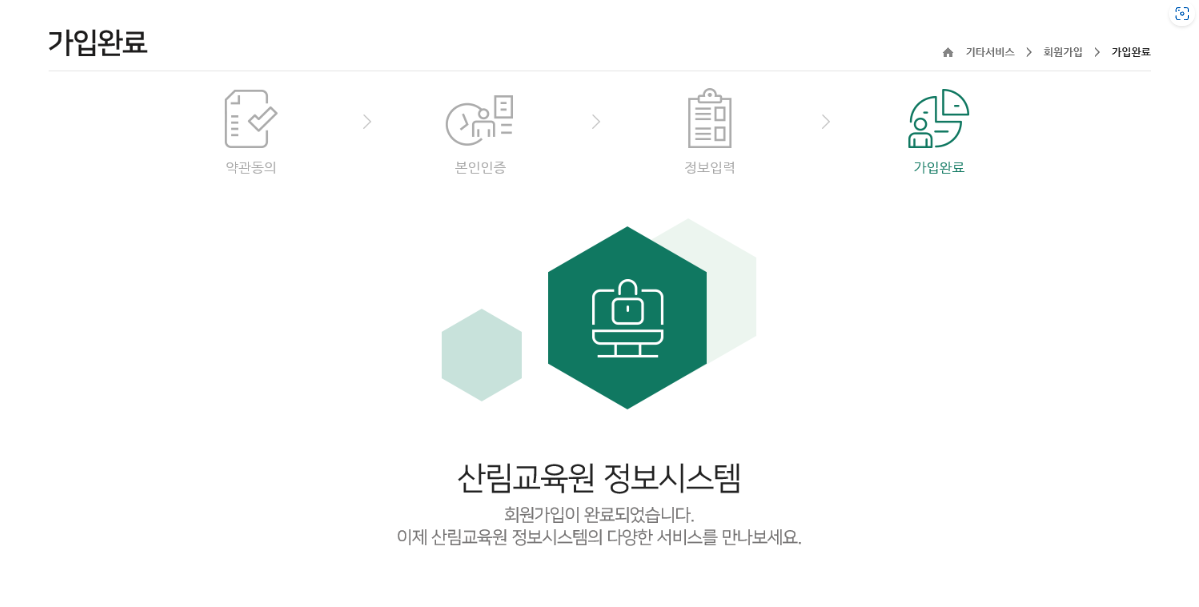 가입완료
기타서비스 > 회원가입 > 가입완료
약관동의
본인인증
정보입력
가입완료
산림교육원 정보시스템
회원가입이 완료되었습니다.
이제 산림교육원 정보시스템의 다양한 서비스를 만나보세요.